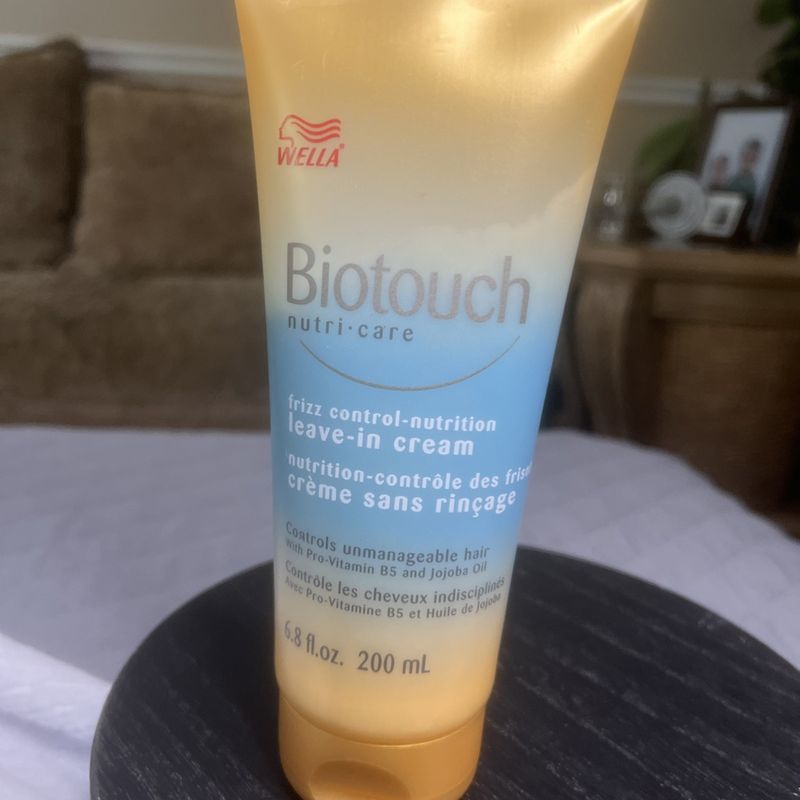 WELLA
Biotouch
nutri·care
frizz control-nutrition
leave-in cream
nutrition-contrôle des
crème sans rinçage
Controls unmanageable hair
with Pro-Vitamin B5 and Jojoba Oil
Contrôle les cheveux indisciplinés
Avec Pro-Vitamine B5 et Huile de Jojoba
6.8 fl.oz. 200 mL